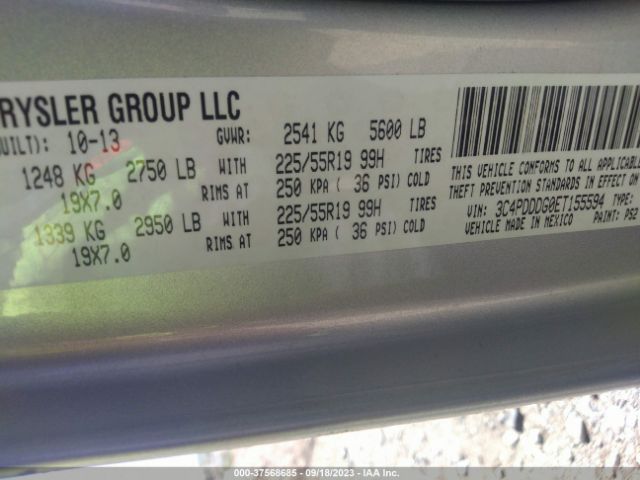 RYSLER GROUP LLC
UILT): 10-13 GVWR: 2541 KG 5600 LB
1248 KG 2750 LB WITH 225/55R19 99H TIRES
19X7.0 RIMS AT 250 KPA ( 36 PSI) COLD
1339 KG 2950 LB WITH 225/55R19 99H TIRES
19X7.0 RIMS AT 250 KPA ( 36 PSI) COLD
THIS VEHICLE CONFORMS TO ALL APPLICABLE
THEFT PREVENTION STANDARDS IN EFFECT
VIN: 3C4PDDDG0ET155594 TYPE:
VEHICLE MADE IN MEXICO PAINT: PS2
000-37568685 - 09/18/2023 - IAA Inc.